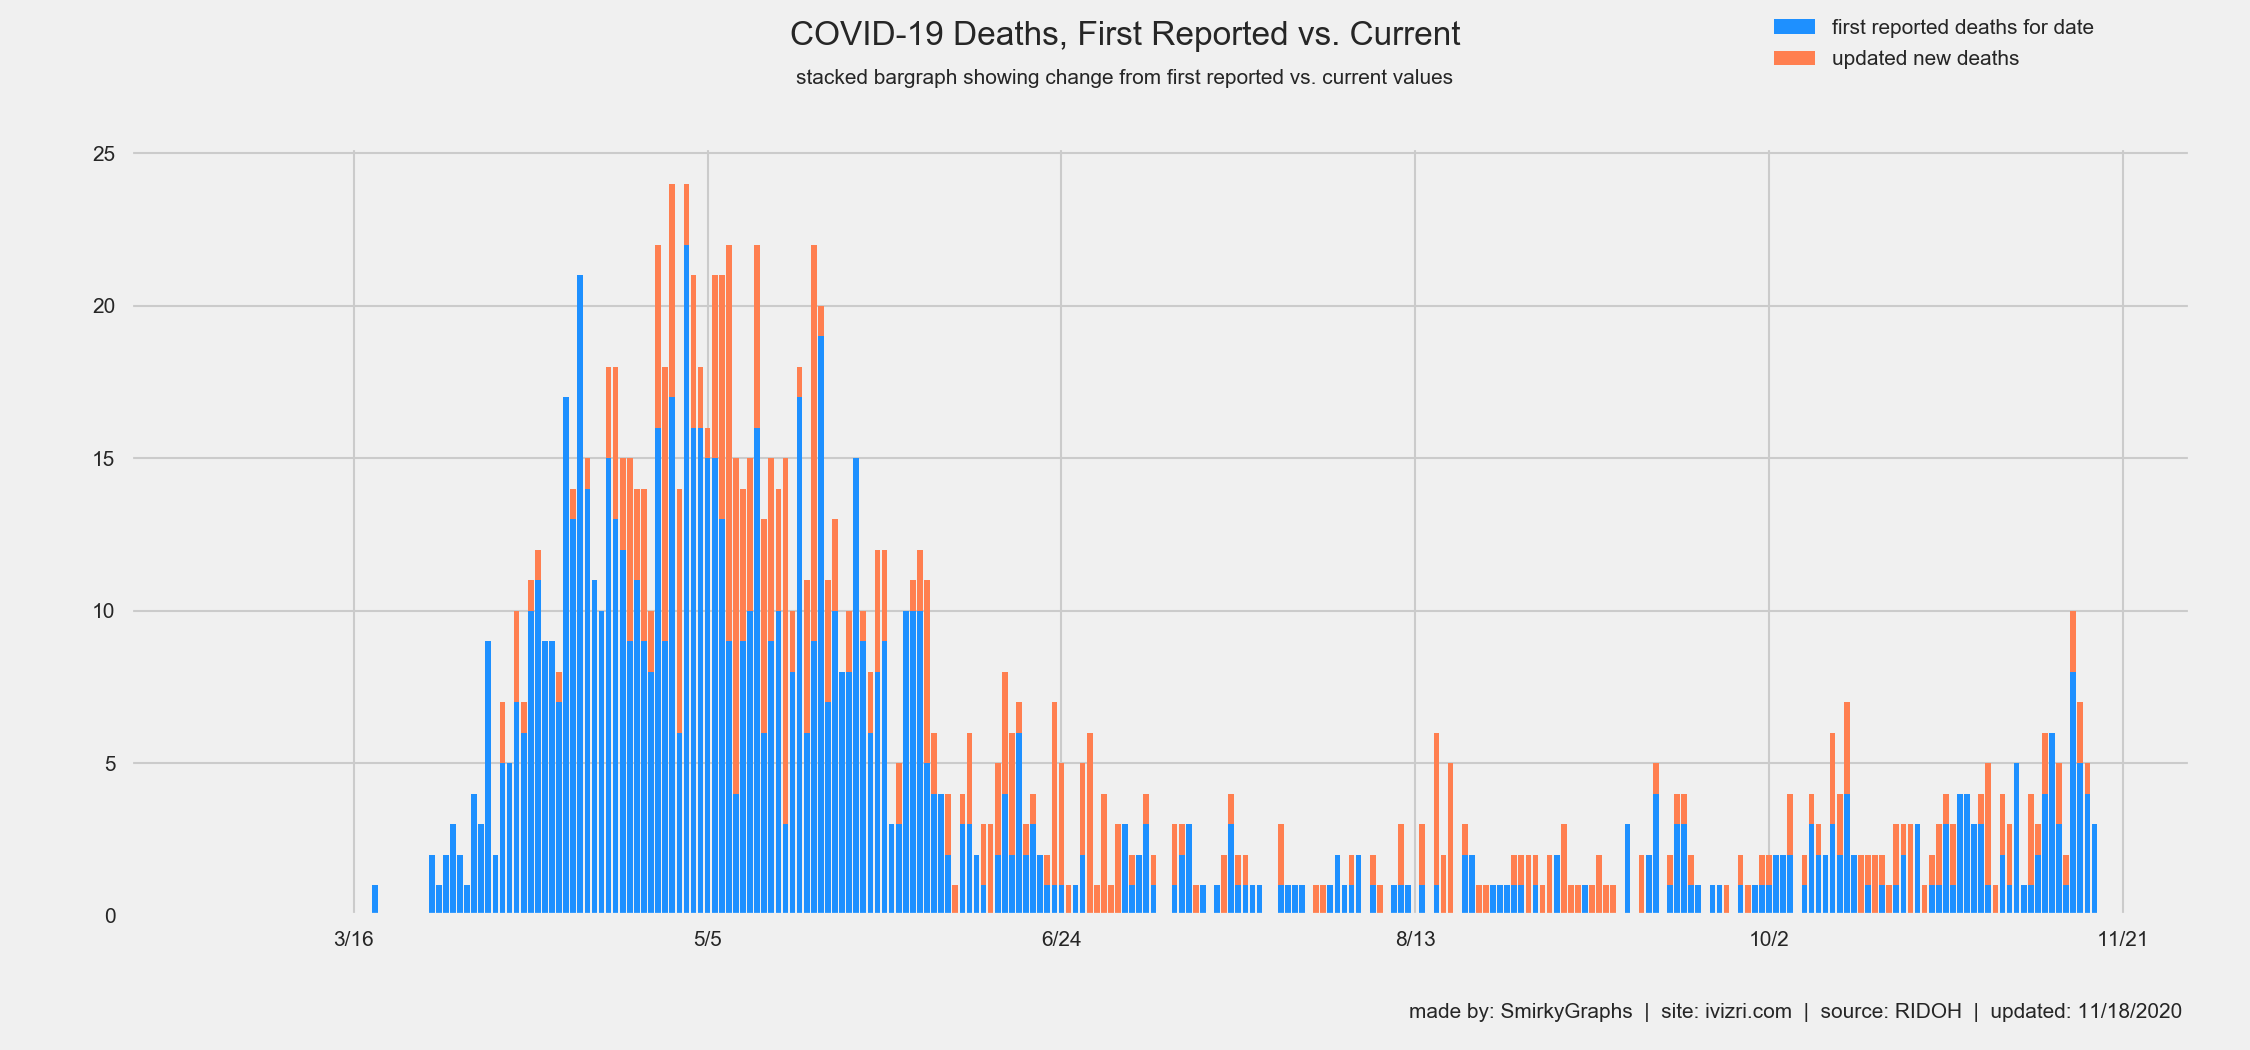 COVID-19 Deaths, First Reported vs. Current
stacked bargraph showing change from first reported vs. current values
first reported deaths for date
updated new deaths
25
20
15
10
5
0
3/16 5/5 6/24 8/13 10/2 11/21
made by: SmirkyGraphs | site: ivizri.com | source: RIDOH | updated: 11/18/2020